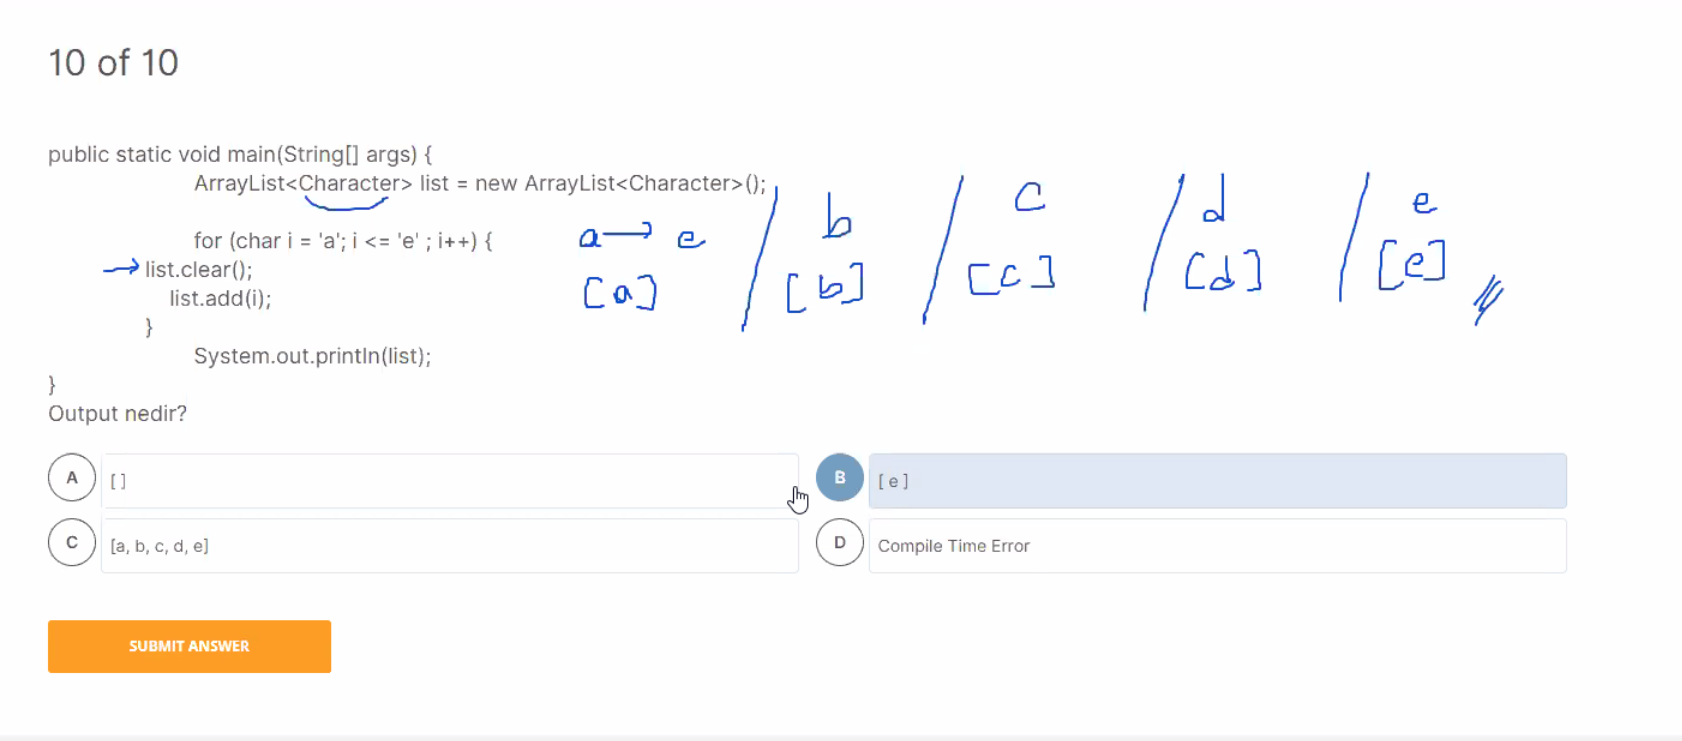 10 of 10
public static void main(String[] args) {
ArrayList<Character> list = new ArrayList<Character>();
for (char i = 'a'; i <= 'e' ; i++) {
list.clear();
list.add(i);
}
System.out.println(list);
}
a → e
[a]
b
[b]
c
[c]
d
[d]
e
[e]
Output nedir?
A [ ]
B [ e ]
C [a, b, c, d, e]
D Compile Time Error
SUBMIT ANSWER